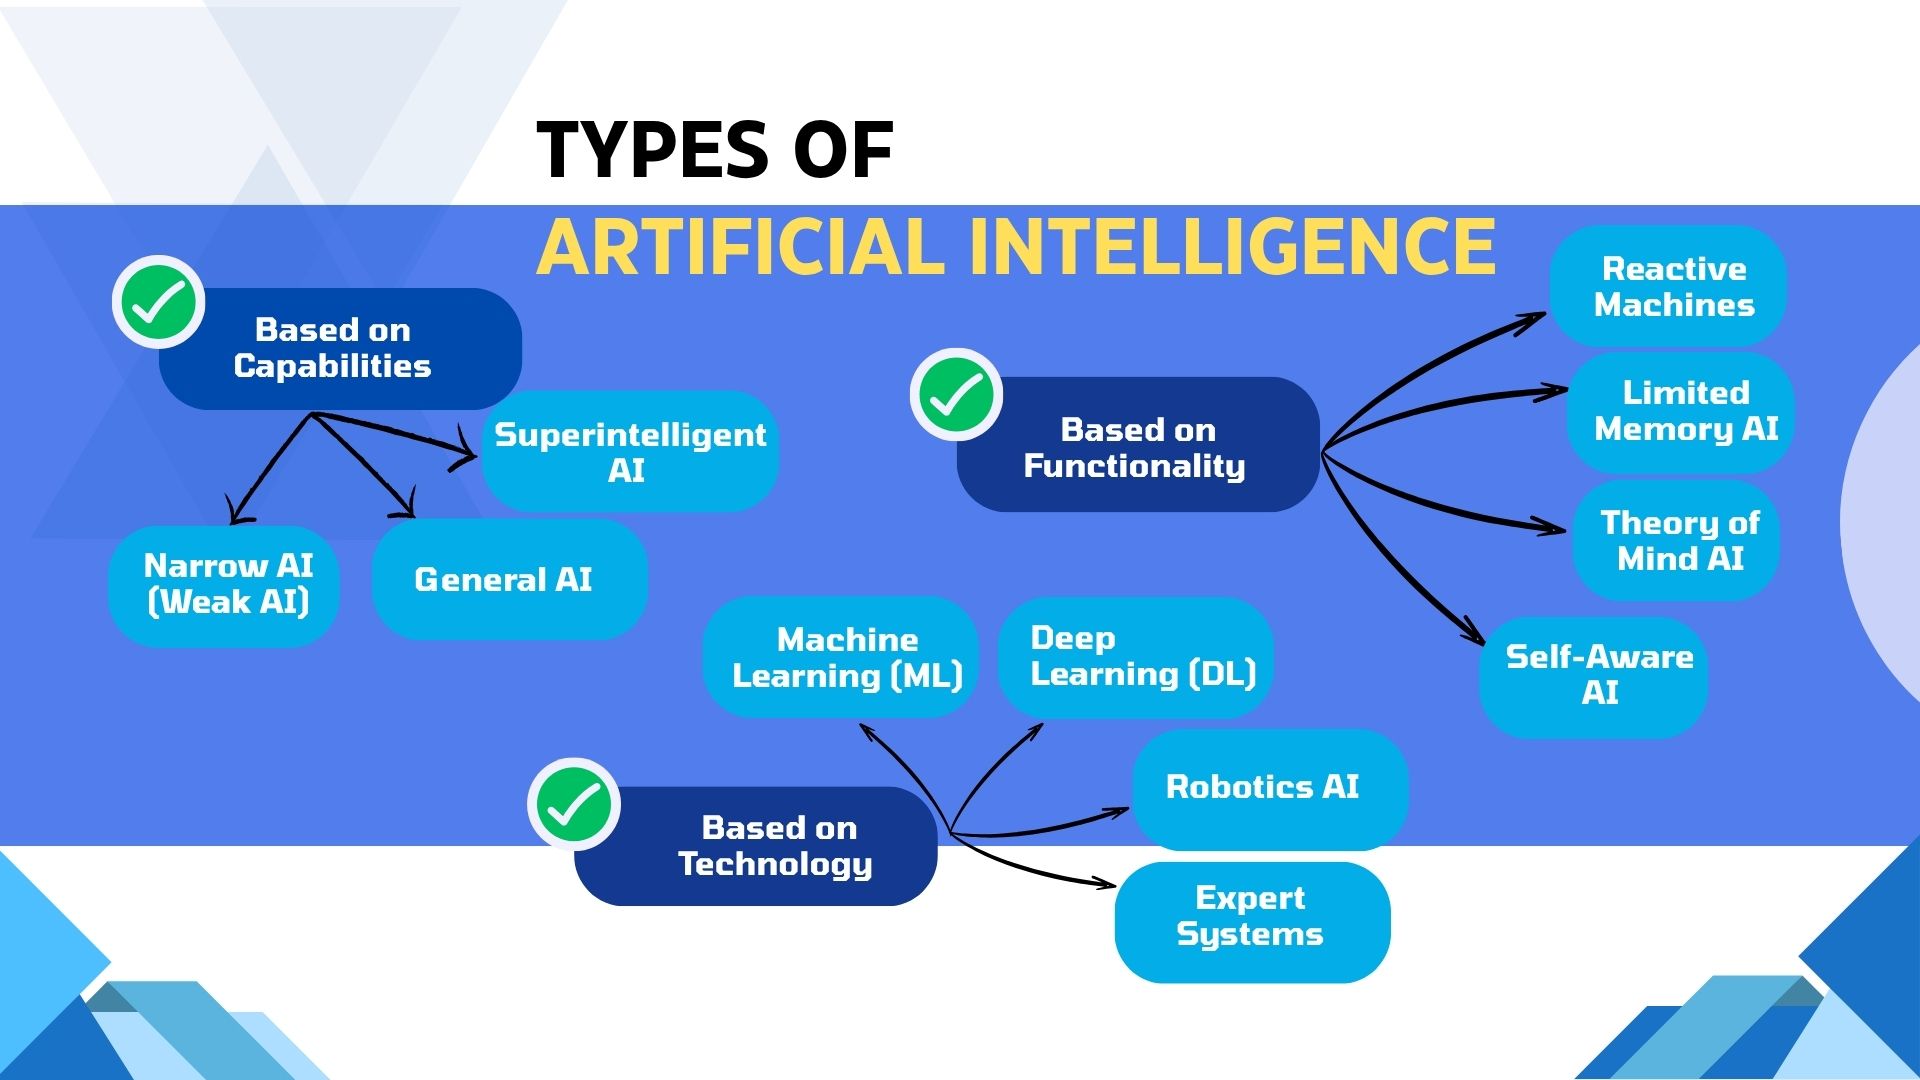 TYPES OF
ARTIFICIAL INTELLIGENCE
Based on
Capabilities
Superintelligent
AI
Narrow AI
(Weak AI)
General AI
Based on
Functionality
Reactive
Machines
Limited
Memory AI
Theory of
Mind AI
Self-Aware
AI
Machine
Learning (ML)
Deep
Learning (DL)
Based on
Technology
Robotics AI
Expert
Systems